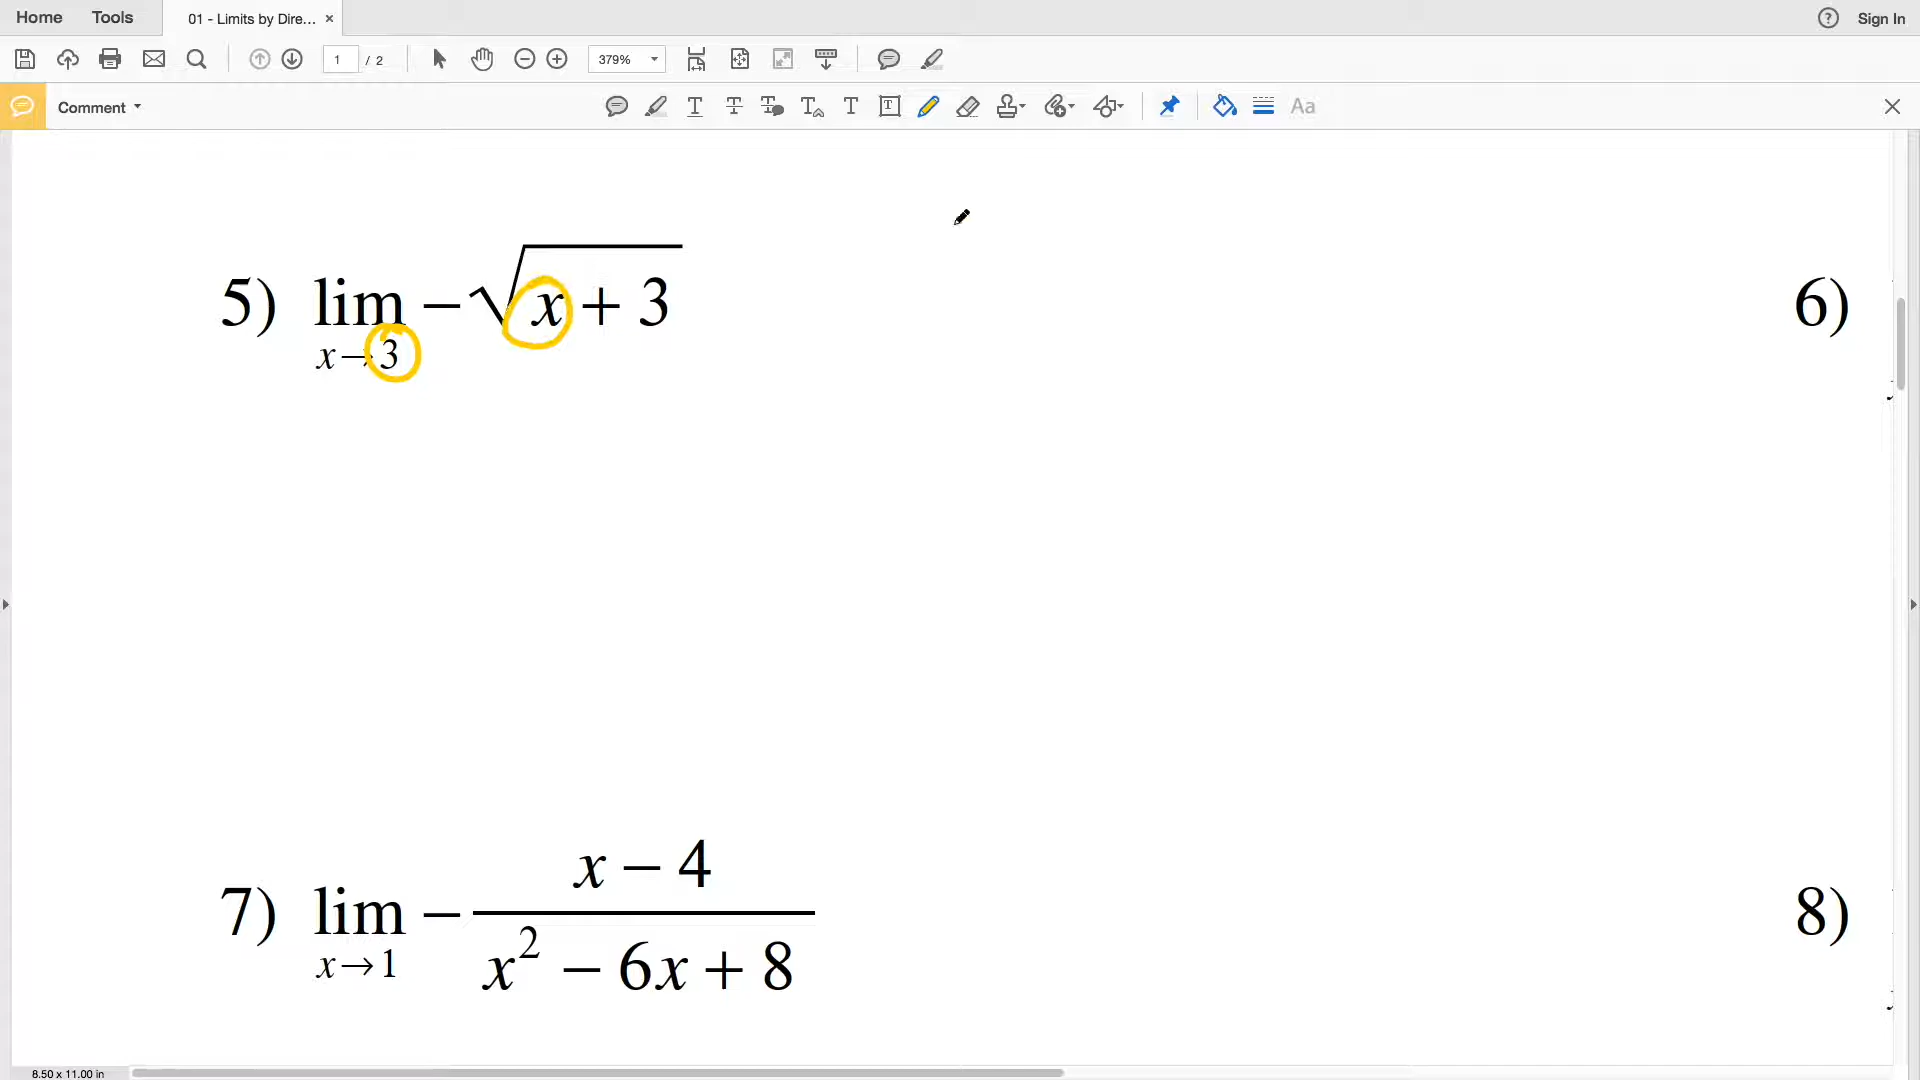 Home Tools 01 - Limits by Dire... × ? Sign In
1 / 2 379%
Comment T T T T T T Aa
5) lim x→3 −√(x + 3) 6)
7) lim x→1 −(x − 4)/(x² − 6x + 8) 8)
8.50 x 11.00 in